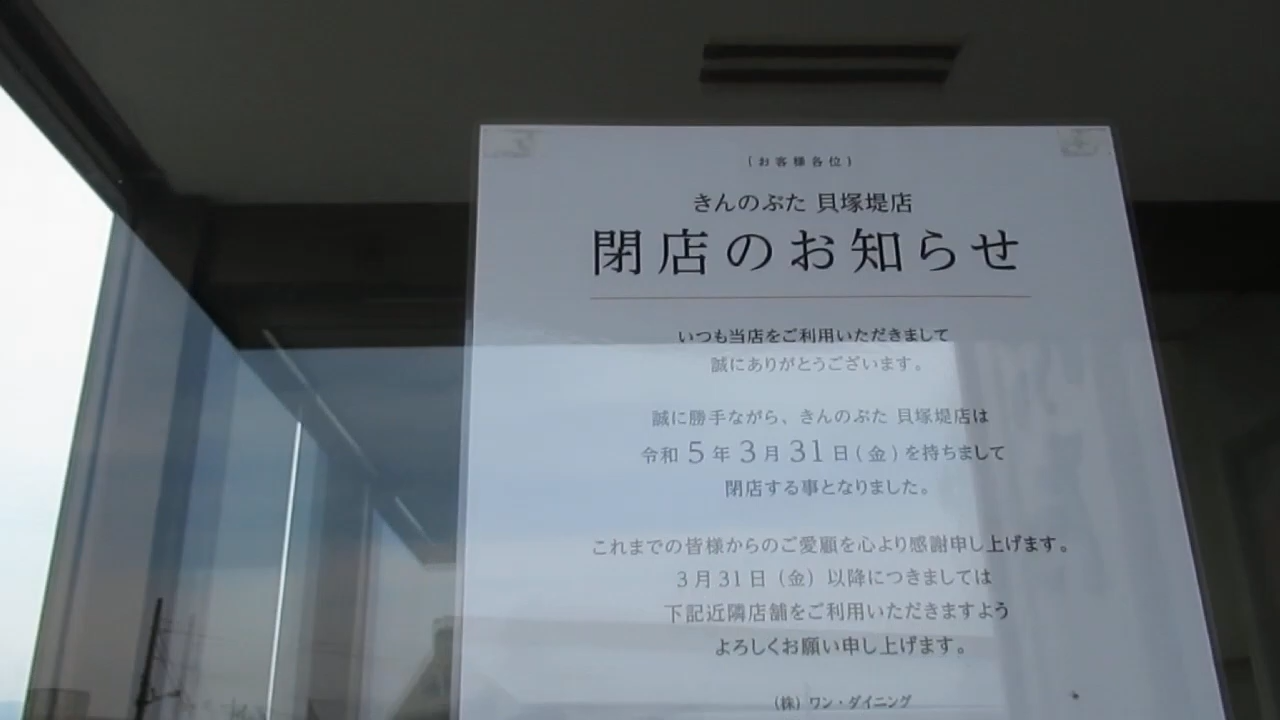 (お客様各位)
きんのぶた 貝塚堤店
閉店のお知らせ
いつも当店をご利用いただきまして
誠にありがとうございます。
誠に勝手ながら、きんのぶた 貝塚堤店は
令和 5 年 3 月 31 日(金)を持ちまして
閉店する事となりました。
これまでの皆様からのご愛顧を心より感謝申し上げます。
3月31日(金)以降につきましては
下記近隣店舗をご利用いただきますよう
よろしくお願い申し上げます。
(株)ワン・ダイニング